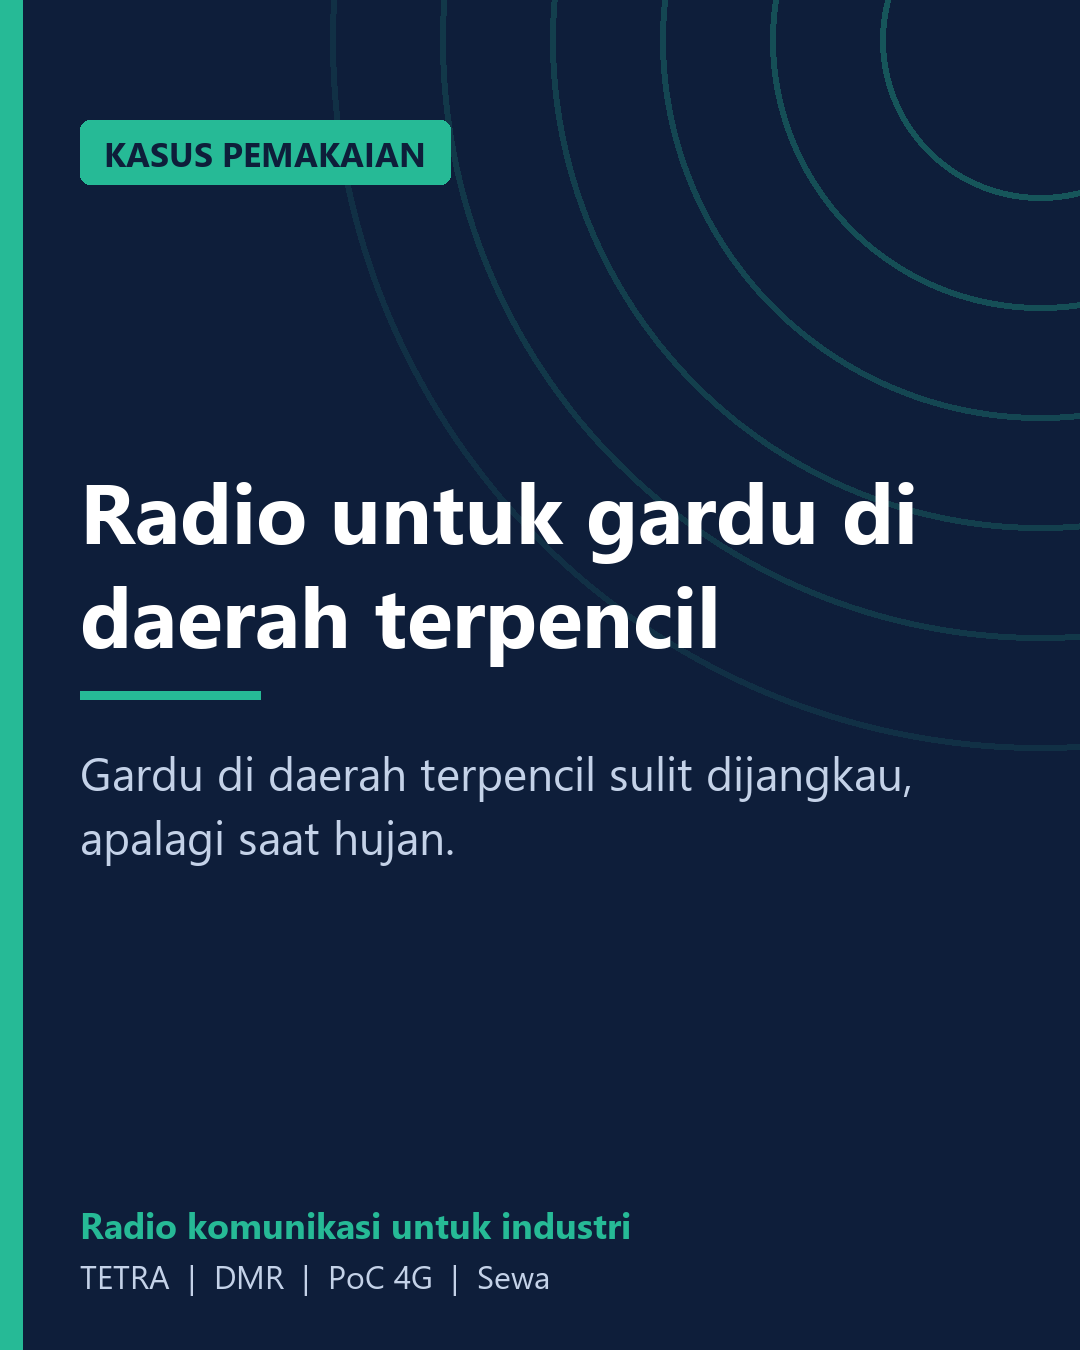 KASUS PEMAKAIAN
Radio untuk gardu di
daerah terpencil
Gardu di daerah terpencil sulit dijangkau,
apalagi saat hujan.
Radio komunikasi untuk industri
TETRA | DMR | PoC 4G | Sewa